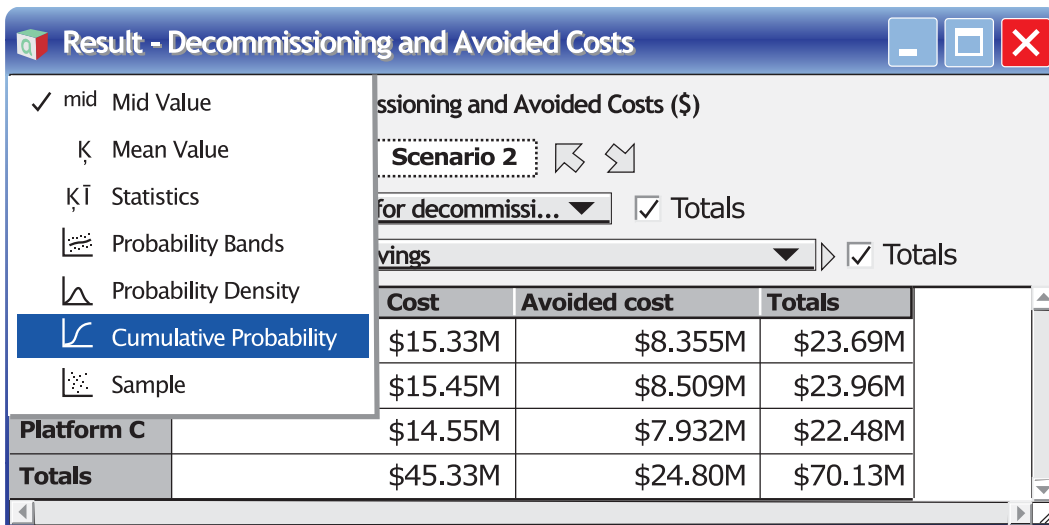 Result - Decommissioning and Avoided Costs
mid Mid Value
Mean Value
Statistics
Probability Bands
Probability Density
Cumulative Probability
Sample
ssioning and Avoided Costs ($)
Scenario 2
for decommissi... Totals
vings Totals
Cost Avoided cost Totals
$15.33M $8.355M $23.69M
$15.45M $8.509M $23.96M
Platform C $14.55M $7.932M $22.48M
Totals $45.33M $24.80M $70.13M